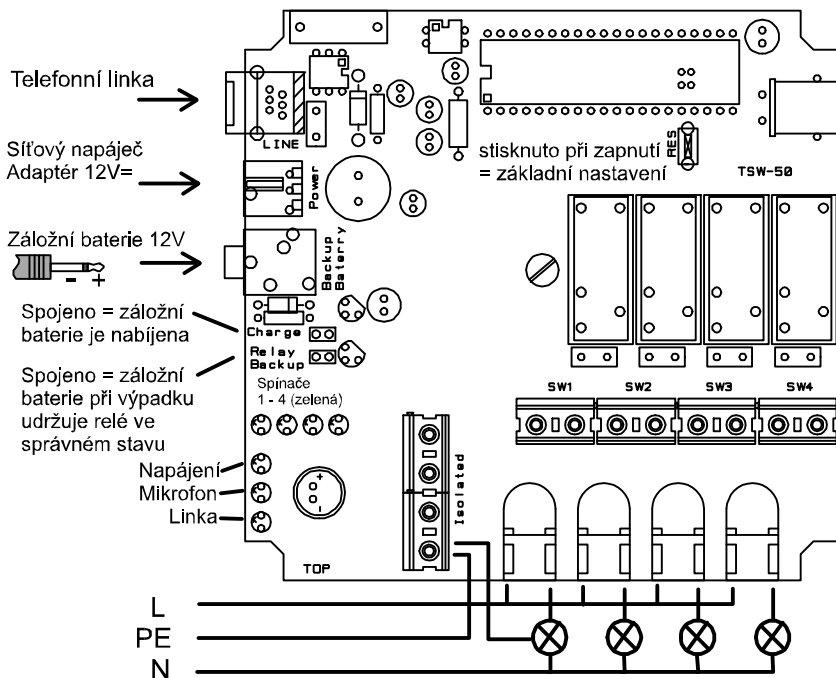 Telefonní linka
LINE
Síťový napáječ
Adaptér 12V=
Power
Záložní baterie 12V
- +
Backup
Baterry
stisknuto při zapnutí
= základní nastavení
RES
TSW-50
Spojeno = záložní
baterie je nabíjena
Charge
Relay
Backup
Spojeno = záložní
baterie při výpadku
udržuje relé ve
správném stavu
Spínače
1 - 4 (zelená)
SW1 SW2 SW3 SW4
Napájení
Mikrofon
Linka
+
-
Isolated
TOP
L
PE
N